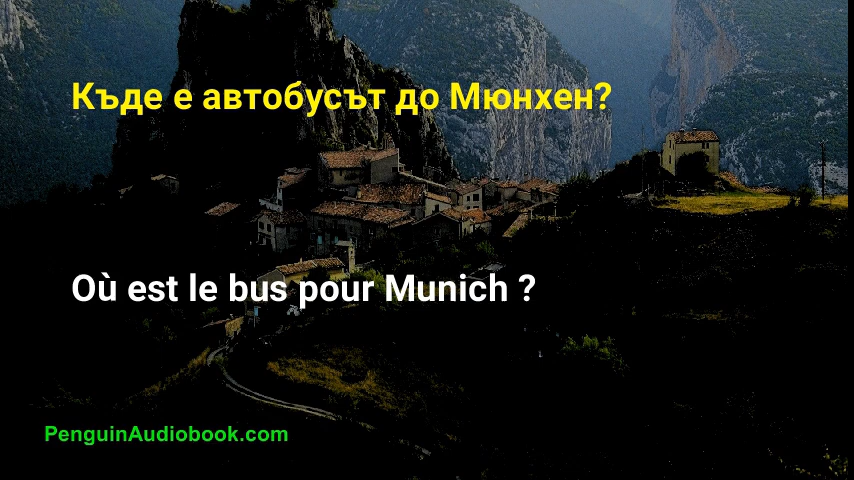 Къде е автобусът до Мюнхен?
Où est le bus pour Munich ?
PenguinAudiobook.com